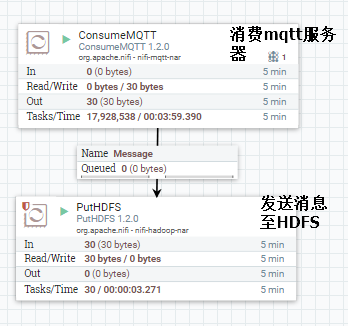 ConsumeMQTT
ConsumeMQTT 1.2.0
org.apache.nifi - nifi-mqtt-nar
消费mqtt服务
器
1
In 0 (0 bytes) 5 min
Read/Write 0 bytes / 30 bytes 5 min
Out 30 (30 bytes) 5 min
Tasks/Time 17,928,538 / 00:03:59.390 5 min
Name Message
Queued 0 (0 bytes)
PutHDFS
PutHDFS 1.2.0
org.apache.nifi - nifi-hadoop-nar
发送消息
至HDFS
In 30 (30 bytes) 5 min
Read/Write 30 bytes / 0 bytes 5 min
Out 0 (0 bytes) 5 min
Tasks/Time 30 / 00:00:03.271 5 min